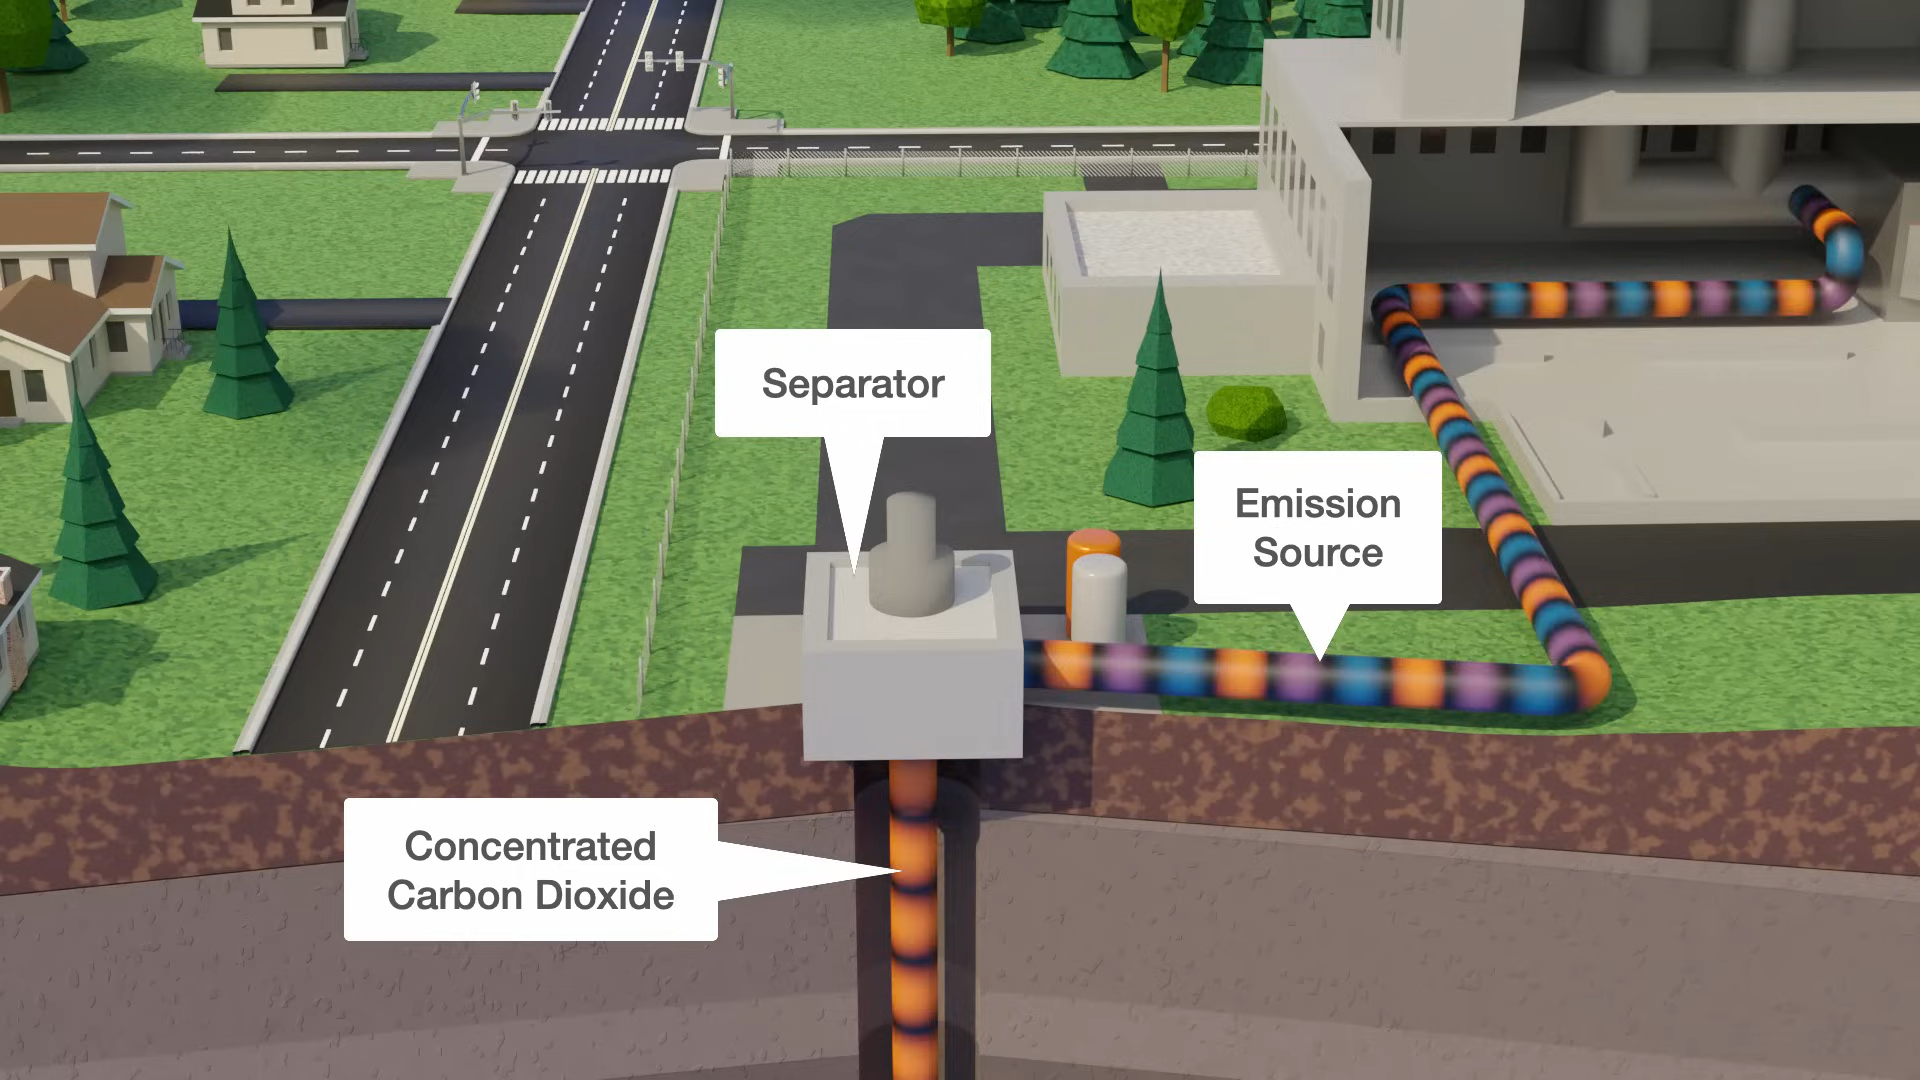 Separator
Emission
Source
Concentrated
Carbon Dioxide